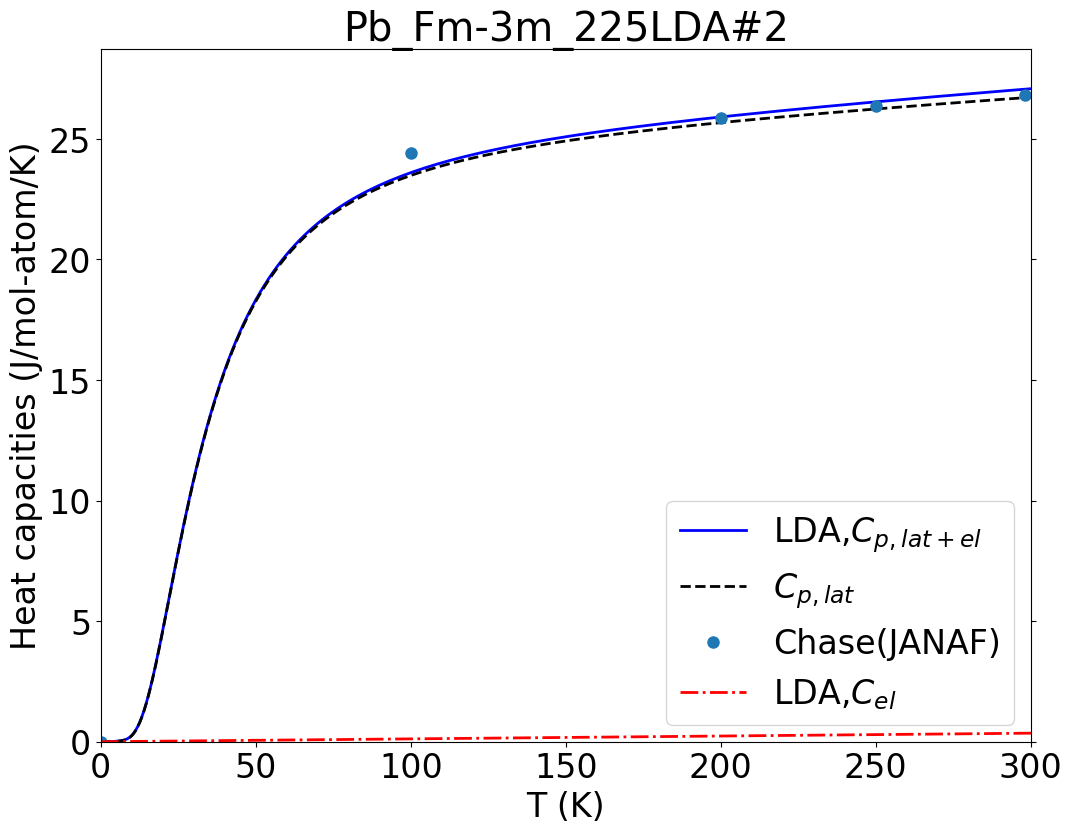 Pb_Fm-3m_225LDA#2
Heat capacities (J/mol-atom/K)
25
20
15
10
5
0
LDA,C_{p,lat+el}
C_{p,lat}
Chase(JANAF)
LDA,C_{el}
0 50 100 150 200 250 300
T (K)